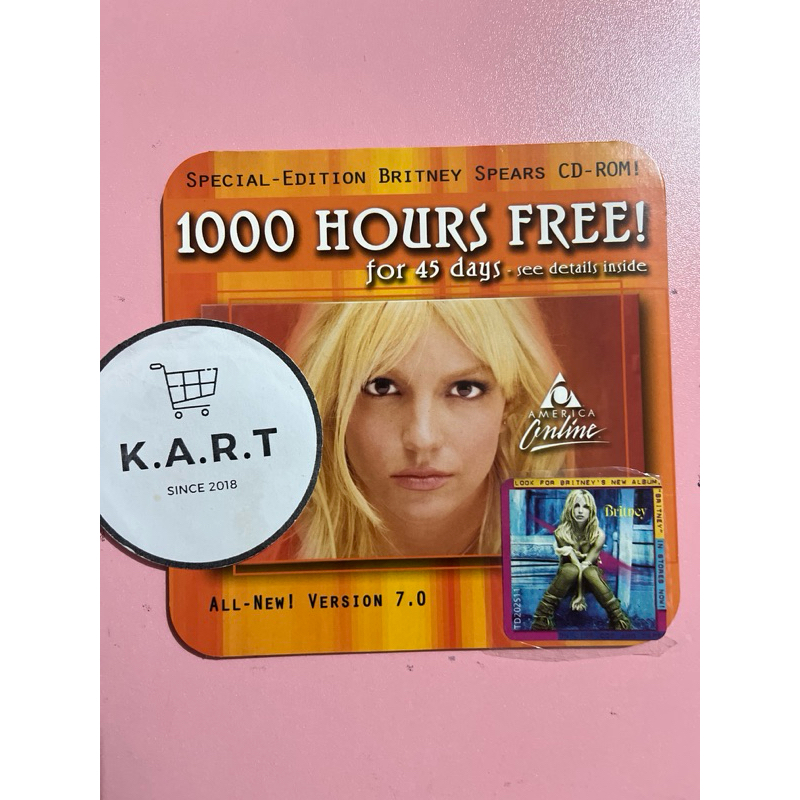 SPECIAL-EDITION BRITNEY SPEARS CD-ROM!
1000 HOURS FREE!
for 45 days - see details inside
AMERICA
Online
K.A.R.T
SINCE 2018
LOOK FOR BRITNEY'S NEW ALBUM,
"BRITNEY" IN STORES NOW!
Britney
TD202511
ALL-NEW! VERSION 7.0